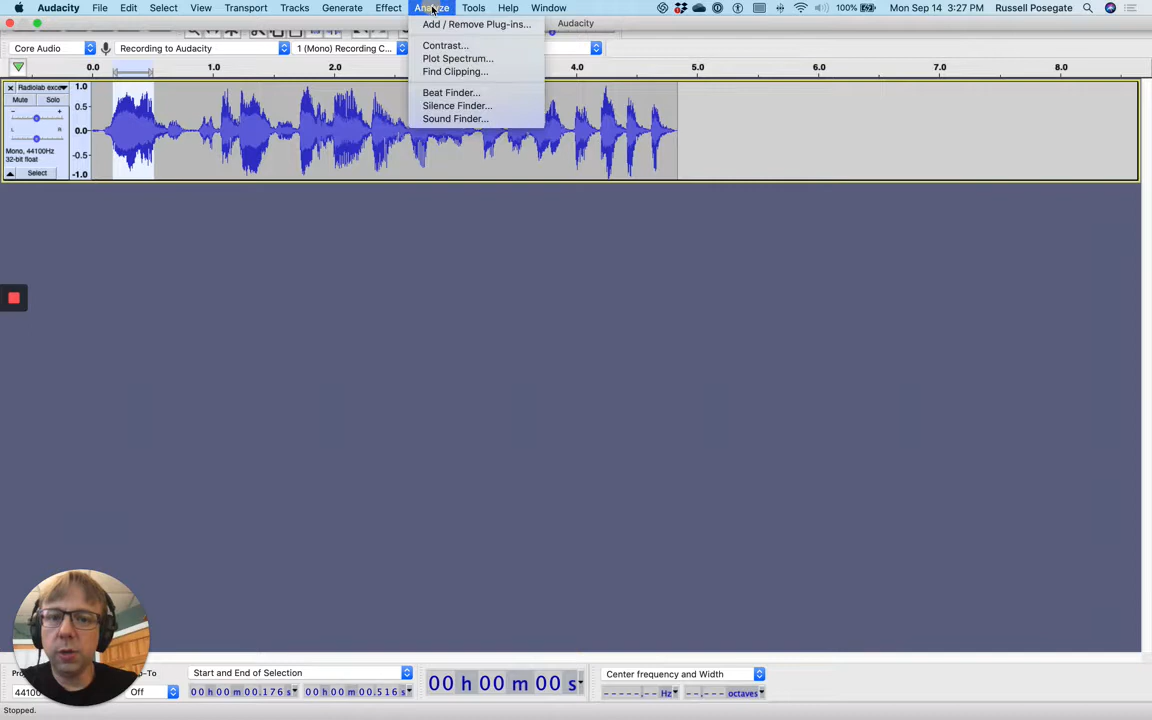 Audacity File Edit Select View Transport Tracks Generate Effect Analyze Tools Help Window 100% Mon Sep 14 3:27 PM Russell Posegate
Add / Remove Plug-ins...
Audacity
Core Audio Recording to Audacity 1 (Mono) Recording C...
Contrast...
Plot Spectrum...
Find Clipping...
Beat Finder...
Silence Finder...
Sound Finder...
0.0 1.0 2.0 4.0 5.0 6.0 7.0 8.0
Radiolab exce
Mute Solo
- +
L R
Mono, 44100Hz
32-bit float
Select
1.0
0.5
0.0
-0.5
-1.0
-To Start and End of Selection
44100 Off 00 h 00 m 00.176 s 00 h 00 m 00.516 s
00 h 00 m 00 s
Center frequency and Width
-----.-- Hz --.--- octaves
Stopped.